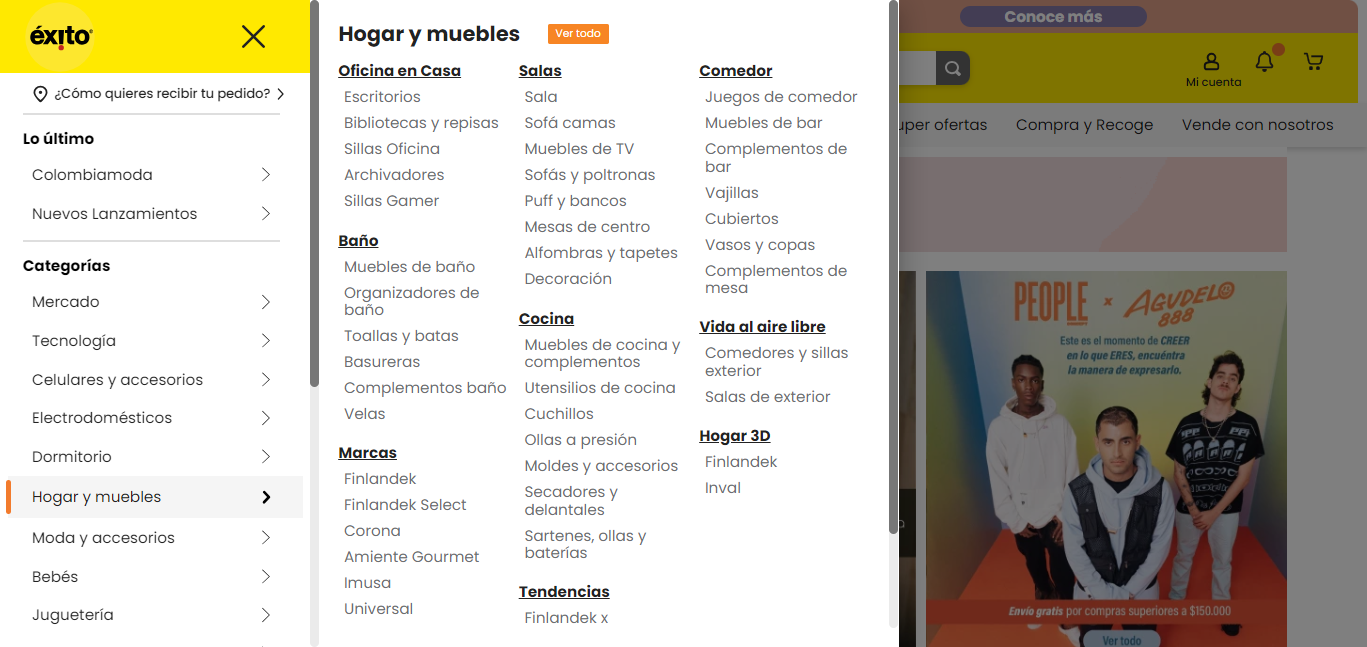 éxito
¿Cómo quieres recibir tu pedido?
Lo último
Colombiamoda
Nuevos Lanzamientos
Categorías
Mercado
Tecnología
Celulares y accesorios
Electrodomésticos
Dormitorio
Hogar y muebles
Moda y accesorios
Bebés
Juguetería
Hogar y muebles
Ver todo
Oficina en Casa
Escritorios
Bibliotecas y repisas
Sillas Oficina
Archivadores
Sillas Gamer
Baño
Muebles de baño
Organizadores de
baño
Toallas y batas
Basureras
Complementos baño
Velas
Marcas
Finlandek
Finlandek Select
Corona
Amiente Gourmet
Imusa
Universal
Salas
Sala
Sofá camas
Muebles de TV
Sofás y poltronas
Puff y bancos
Mesas de centro
Alfombras y tapetes
Decoración
Cocina
Muebles de cocina y
complementos
Utensilios de cocina
Cuchillos
Ollas a presión
Moldes y accesorios
Secadores y
delantales
Sartenes, ollas y
baterías
Tendencias
Finlandek x
Comedor
Juegos de comedor
Muebles de bar
Complementos de
bar
Vajillas
Cubiertos
Vasos y copas
Complementos de
mesa
Vida al aire libre
Comedores y sillas
exterior
Salas de exterior
Hogar 3D
Finlandek
Inval
Conoce más
Mi cuenta
uper ofertas
Compra y Recoge
Vende con nosotros
PEOPLE x AGUDELO
888
Este es el momento de CREER
en lo que ERES, encuéntra
la manera de expresarlo.
Envío gratis por compras superiores a $150.000
Ver todo